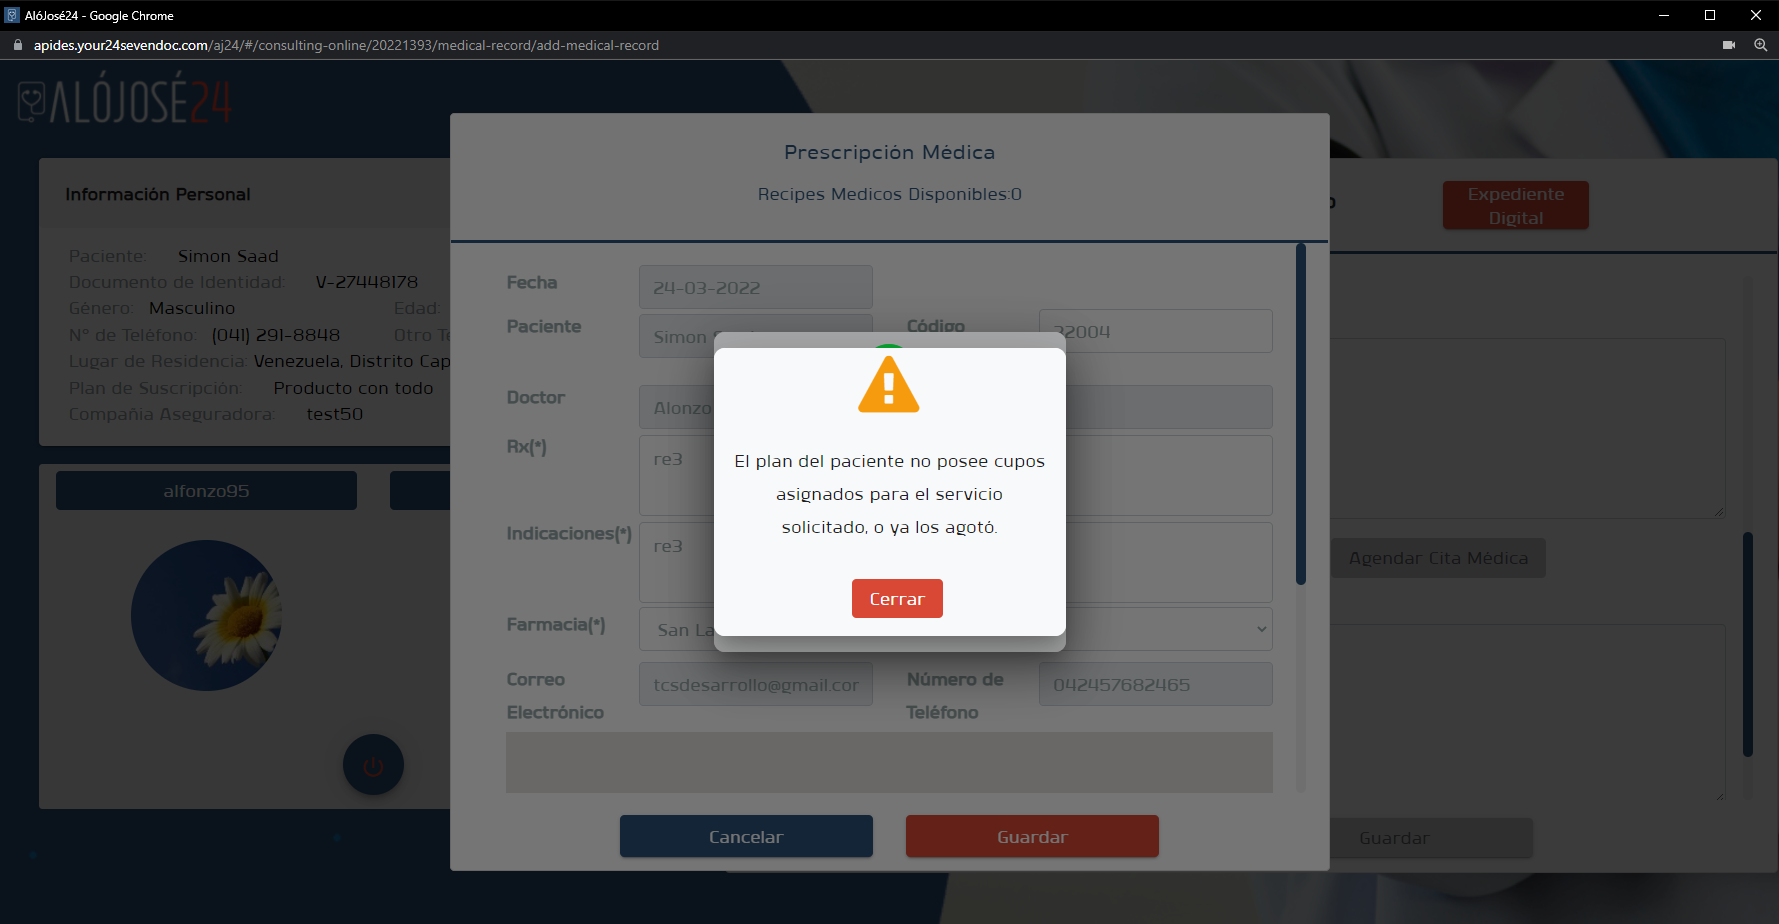 AlóJosé24 - Google Chrome
apides.your24sevendoc.com/aj24/#/consulting-online/20221393/medical-record/add-medical-record
ALÓJOSÉ24
Información Personal
Paciente: Simon Saad
Documento de Identidad: V-27448178
Género: Masculino Edad:
N° de Teléfono: (041) 291-8848 Otro Te
Lugar de Residencia: Venezuela, Distrito Cap
Plan de Suscripción: Producto con todo
Compañia Aseguradora: test50
alfonzo95
Prescripción Médica
Recipes Medicos Disponibles:0
Fecha 24-03-2022
Paciente Simon Código 22004
Doctor Alonzo
Rx(*) re3
Indicaciones(*) re3
Farmacia(*) San La
Correo Electrónico tcsdesarrollo@gmail.cor
Número de Teléfono 042457682465
Cancelar Guardar
El plan del paciente no posee cupos
asignados para el servicio
solicitado, o ya los agotó.
Cerrar
Expediente
Digital
Agendar Cita Médica
Guardar